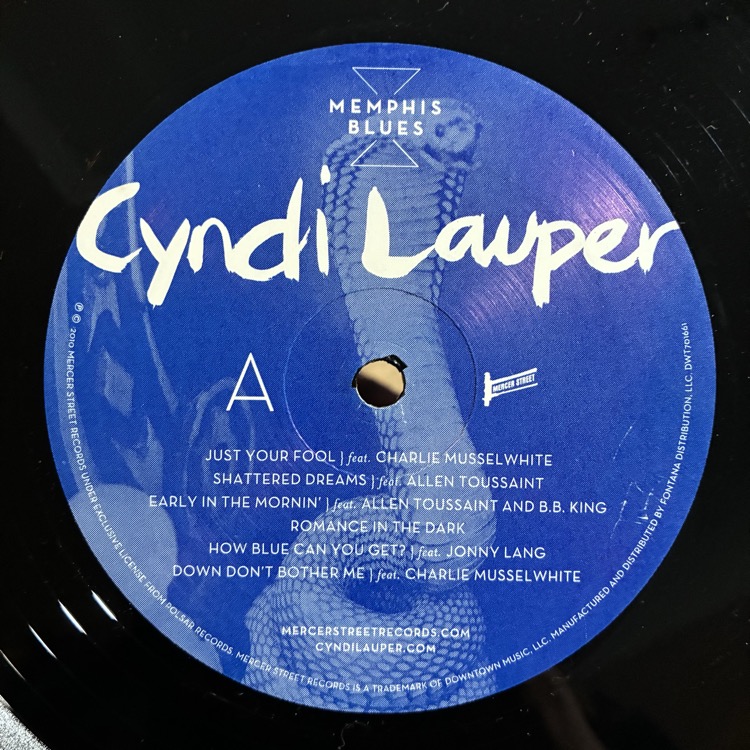 MEMPHIS
BLUES
Cyndi Lauper
A
MERCER STREET
JUST YOUR FOOL } feat. CHARLIE MUSSELWHITE
SHATTERED DREAMS } feat. ALLEN TOUSSAINT
EARLY IN THE MORNIN' } feat. ALLEN TOUSSAINT AND B.B. KING
ROMANCE IN THE DARK
HOW BLUE CAN YOU GET? } feat. JONNY LANG
DOWN DON'T BOTHER ME } feat. CHARLIE MUSSELWHITE
MERCERSTREETRECORDS.COM
CYNDILAUPER.COM
℗ © 2010 MERCER STREET RECORDS UNDER EXCLUSIVE LICENSE FROM POLSAR RECORDS. MERCER STREET RECORDS IS A TRADEMARK OF DOWNTOWN MUSIC, LLC. MANUFACTURED AND DISTRIBUTED BY FONTANA DISTRIBUTION, LLC. DWT701661